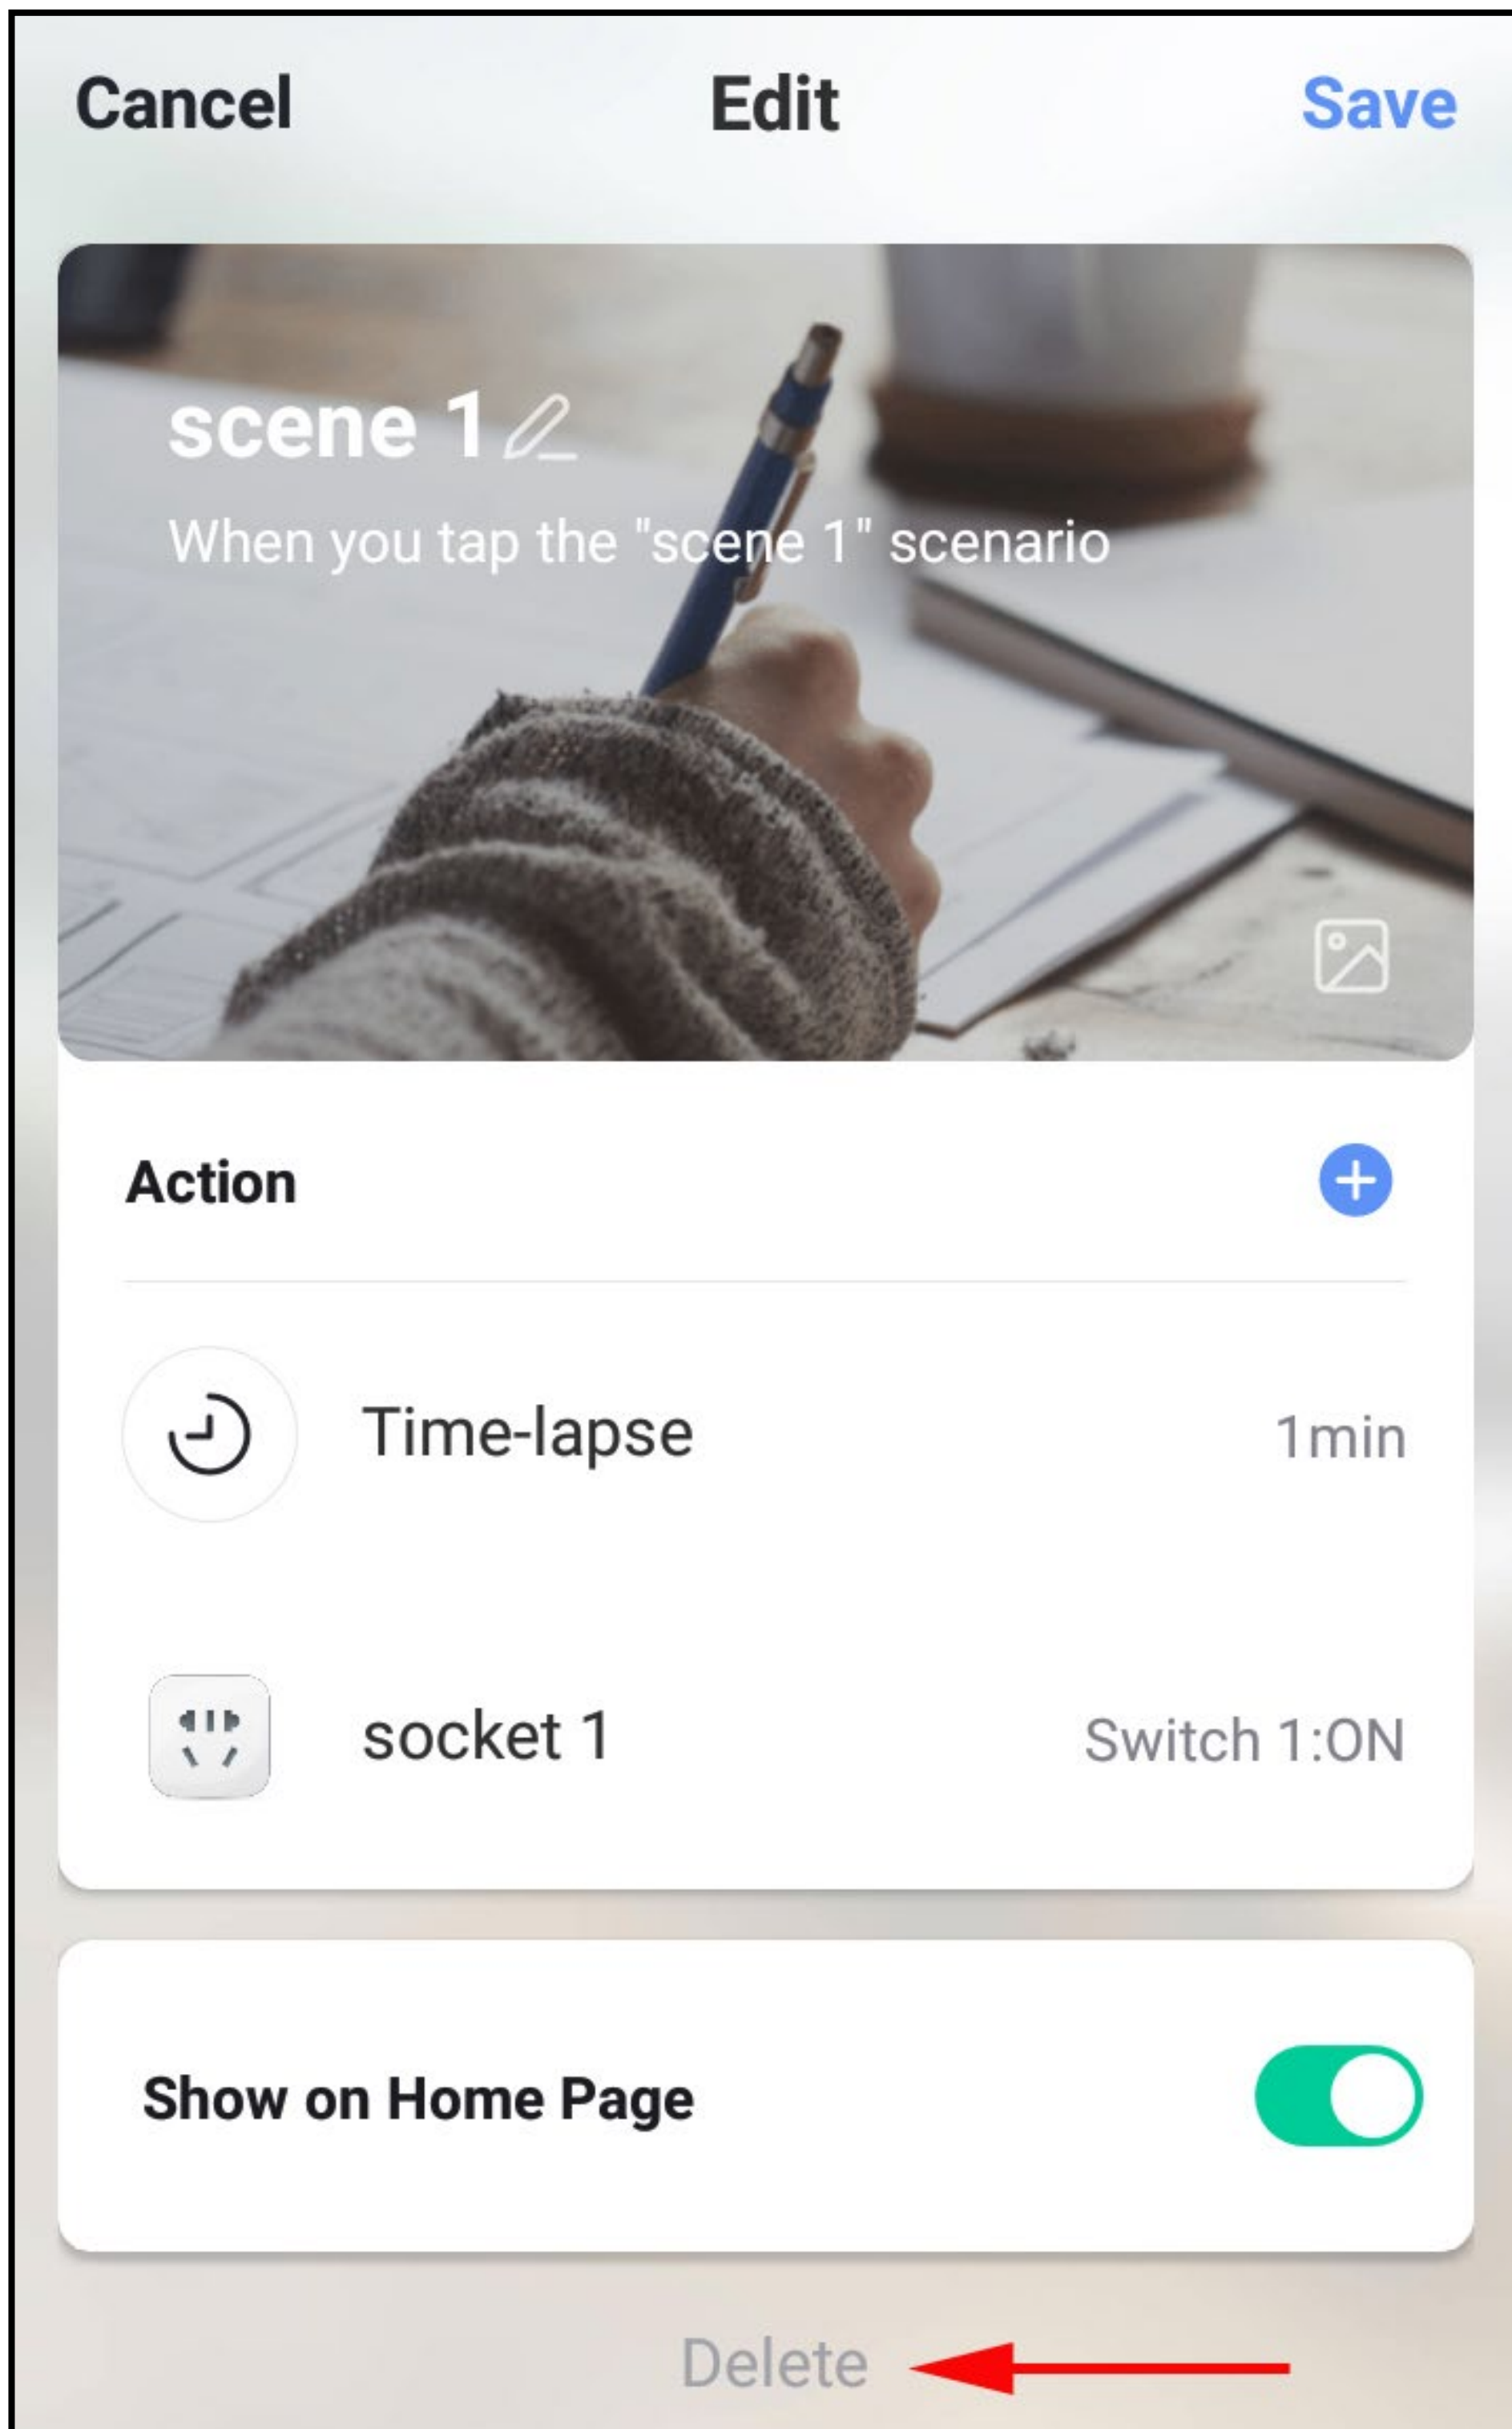 Cancel Edit Save
scene 1
When you tap the "scene 1" scenario
Action
Time-lapse 1min
socket 1 Switch 1:ON
Show on Home Page
Delete